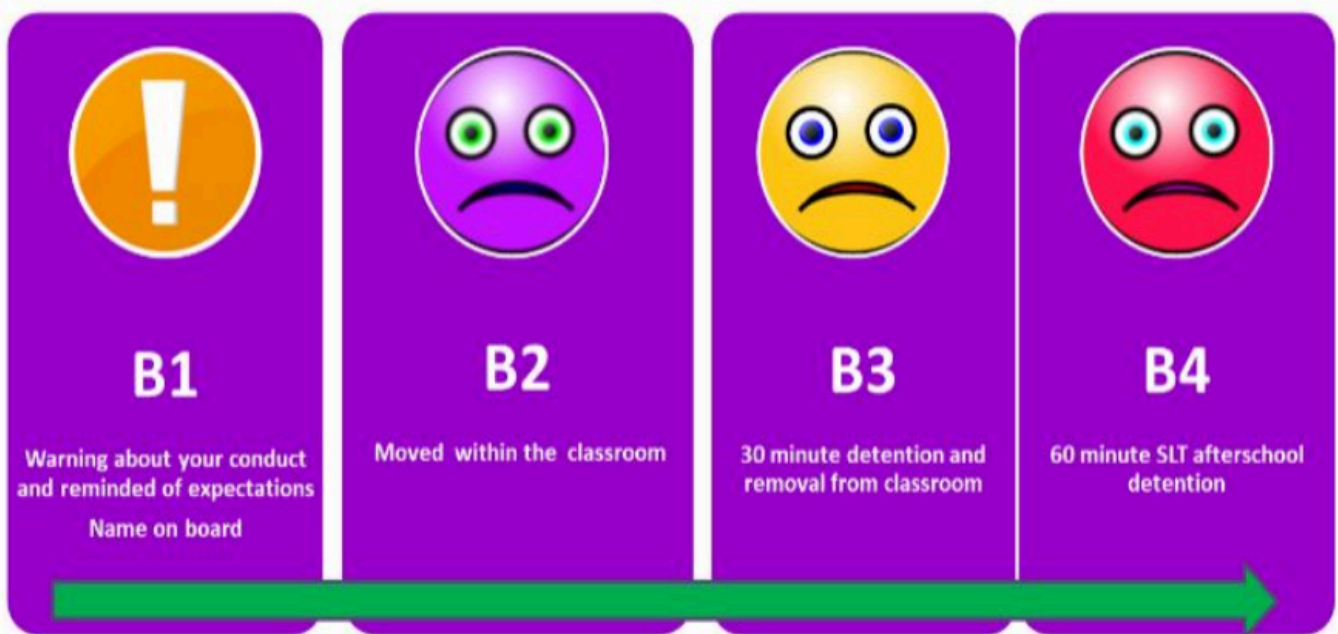 B1
Warning about your conduct
and reminded of expectations
Name on board
B2
Moved within the classroom
B3
30 minute detention and
removal from classroom
B4
60 minute SLT afterschool
detention